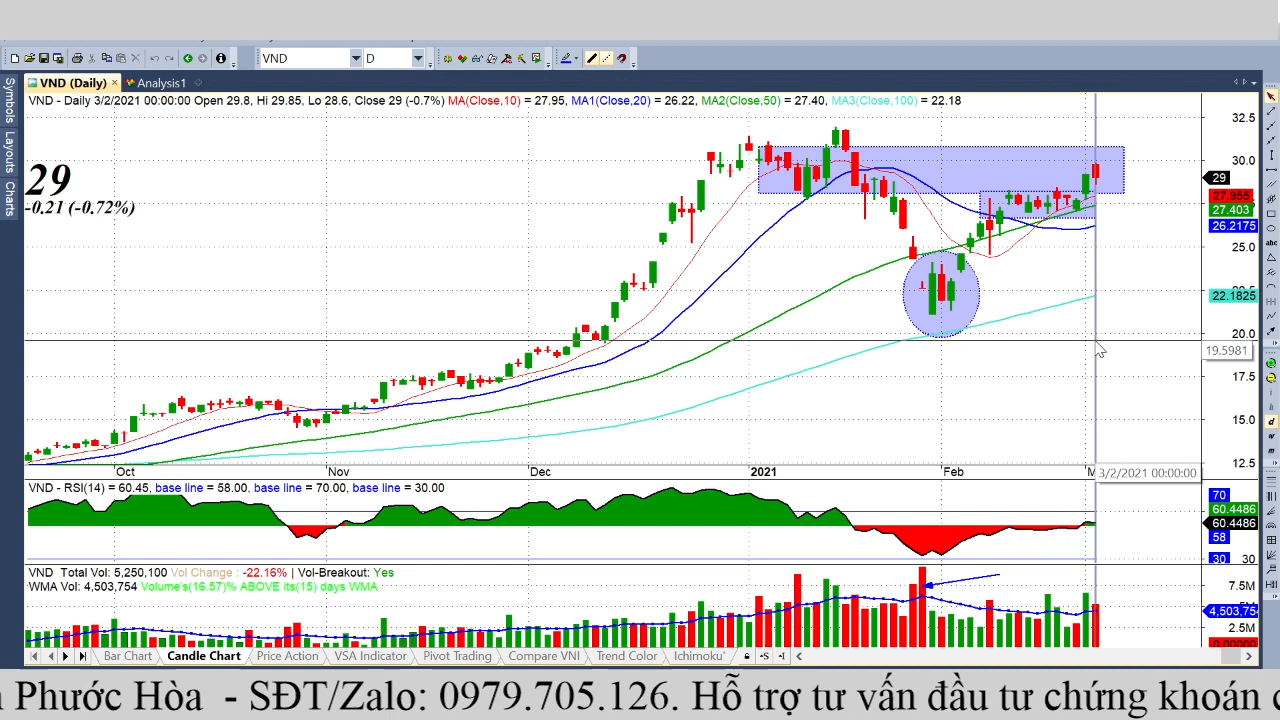 VND
D
VND (Daily)
Analysis1
Symbols
Layouts
Charts
VND - Daily 3/2/2021 00:00:00 Open 29.8, Hi 29.85, Lo 28.6, Close 29 (-0.7%) MA(Close,10) = 27.95, MA1(Close,20) = 26.22, MA2(Close,50) = 27.40, MA3(Close,100) = 22.18
29
-0.21 (-0.72%)
32.5
30.0
29
27.955
27.403
26.2175
25.0
22.1825
20.0
19.5981
17.5
15.0
12.5
Oct
Nov
Dec
2021
Feb
3/2/2021 00:00:00
VND - RSI(14) = 60.45, base line = 58.00, base line = 70.00, base line = 30.00
70
60.4486
60.4486
58
30
30
VND Total Vol: 5,250,100 Vol Change : -22.16% | Vol-Breakout: Yes
WMA Vol: 4,503,754 Volume's(16.57)% ABOVE its(15) days WMA
7.5M
4,503,754
2.5M
0.00000
Bar Chart
Candle Chart
Price Action
VSA Indicator
Pivot Trading
Compare VNI
Trend Color
Ichimoku'
Phước Hòa - SĐT/Zalo: 0979.705.126. Hỗ trợ tư vấn đầu tư chứng khoán